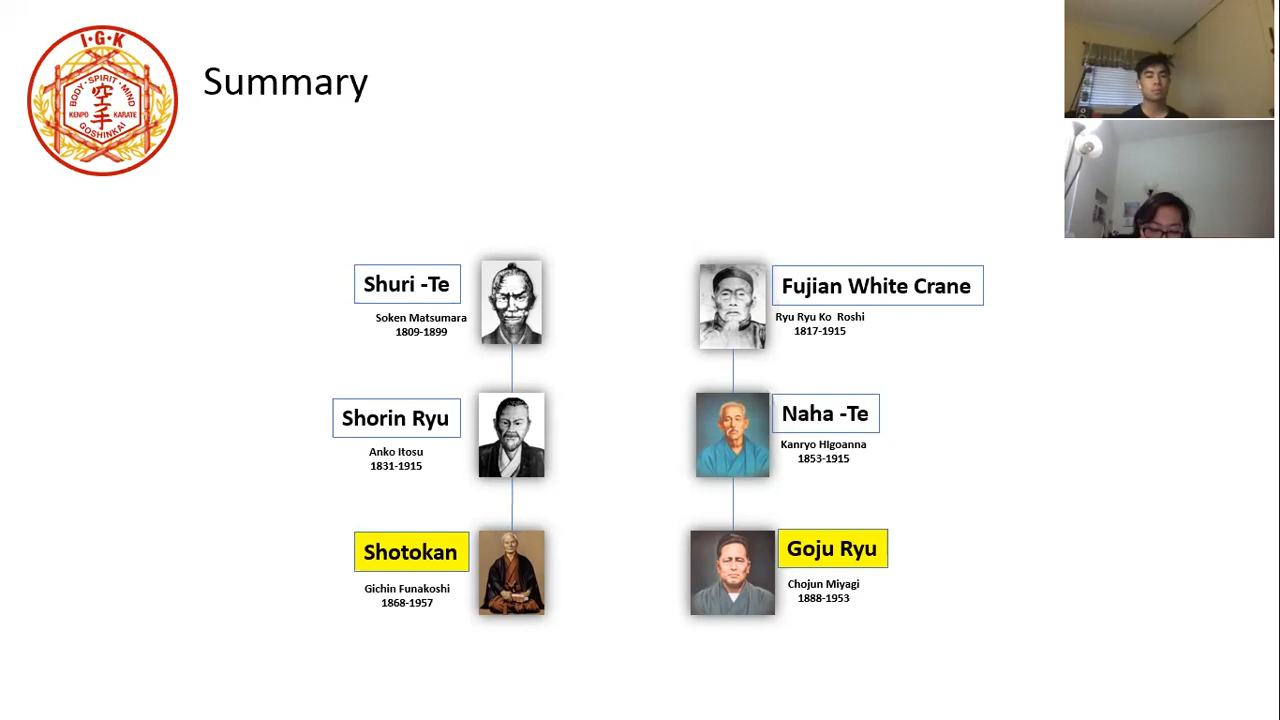 I·G·K
BODY·SPIRIT·MIND
空手
KENPO KARATE
GOSHINKAI
Summary
Shuri -Te
Soken Matsumara
1809-1899
Shorin Ryu
Anko Itosu
1831-1915
Shotokan
Gichin Funakoshi
1868-1957
Fujian White Crane
Ryu Ryu Ko Roshi
1817-1915
Naha -Te
Kanryo HIgoanna
1853-1915
Goju Ryu
Chojun Miyagi
1888-1953